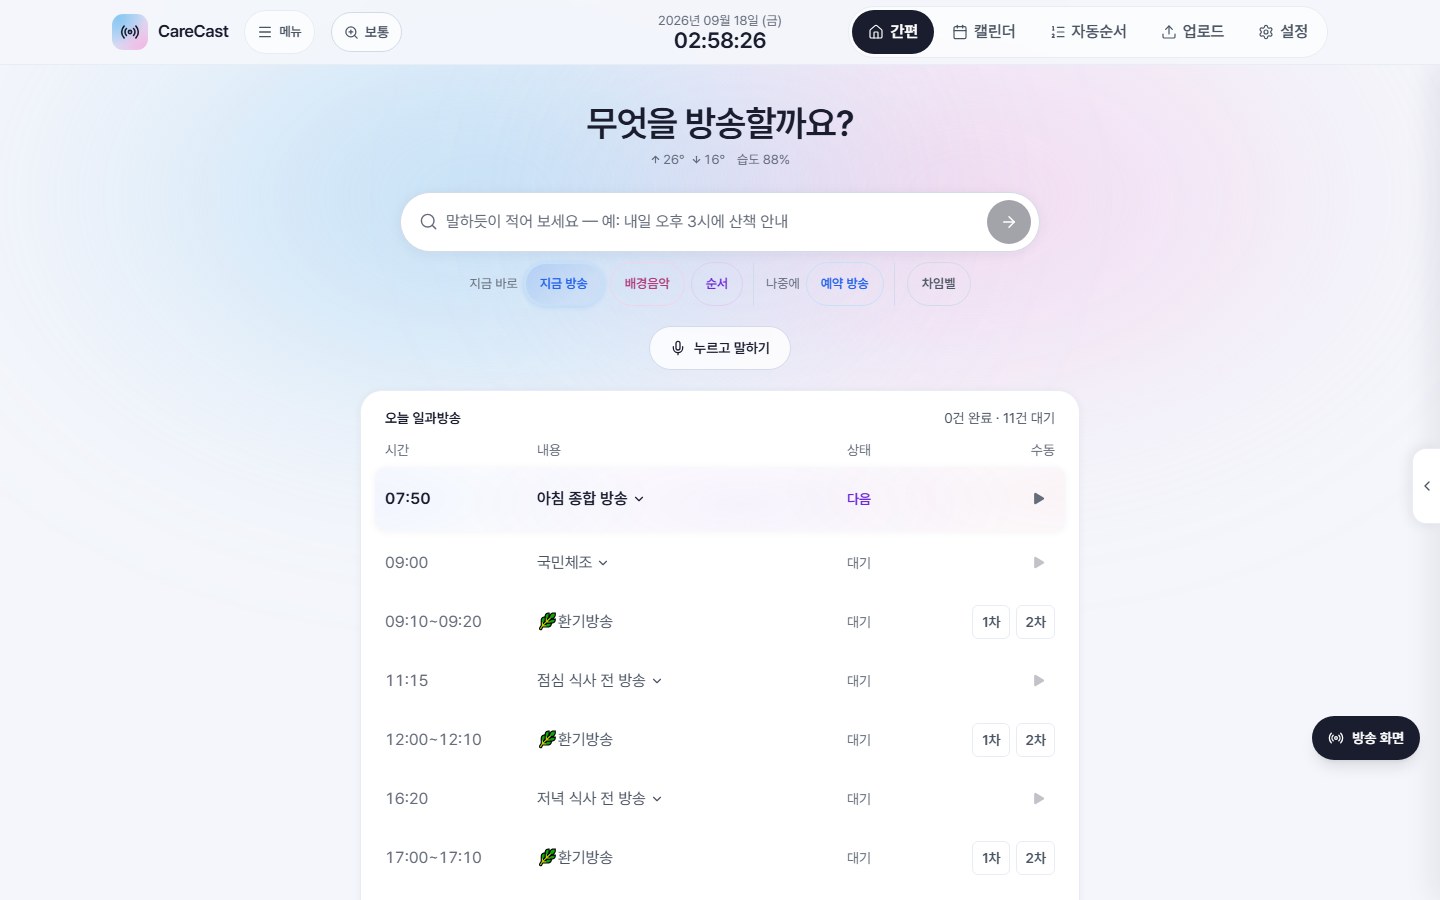 CareCast
메뉴
보통
2026년 09월 18일 (금)
02:58:26
간편
캘린더
자동순서
업로드
설정
무엇을 방송할까요?
↑ 26° ↓ 16° 습도 88%
말하듯이 적어 보세요 — 예: 내일 오후 3시에 산책 안내
지금 바로
지금 방송
배경음악
순서
나중에
예약 방송
차임벨
누르고 말하기
오늘 일과방송
0건 완료 · 11건 대기
시간 내용 상태 수동
07:50 아침 종합 방송 다음
09:00 국민체조 대기
09:10~09:20 환기방송 대기 1차 2차
11:15 점심 식사 전 방송 대기
12:00~12:10 환기방송 대기 1차 2차
16:20 저녁 식사 전 방송 대기
17:00~17:10 환기방송 대기 1차 2차
방송 화면